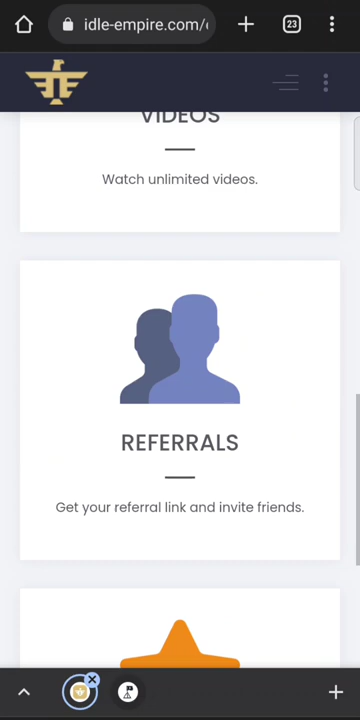 idle-empire.com/
23
VIDEOS
Watch unlimited videos.
REFERRALS
Get your referral link and invite friends.